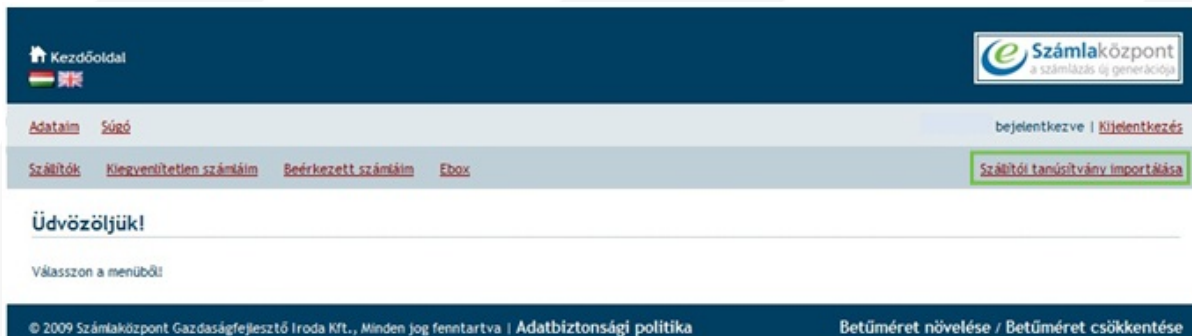 Kezdőoldal
e Számlaközpont
a számlázás új generációja
Adataim Súgó bejelentkezve | Kijelentkezés
Szállítók Kiegyenlítetlen számláim Beérkezett számláim Ebox Szállítói tanúsítvány importálása
Üdvözöljük!
Válasszon a menüből!
© 2009 Számlaközpont Gazdaságfejlesztő Iroda Kft., Minden jog fenntartva | Adatbiztonsági politika Betűméret növelése / Betűméret csökkentése